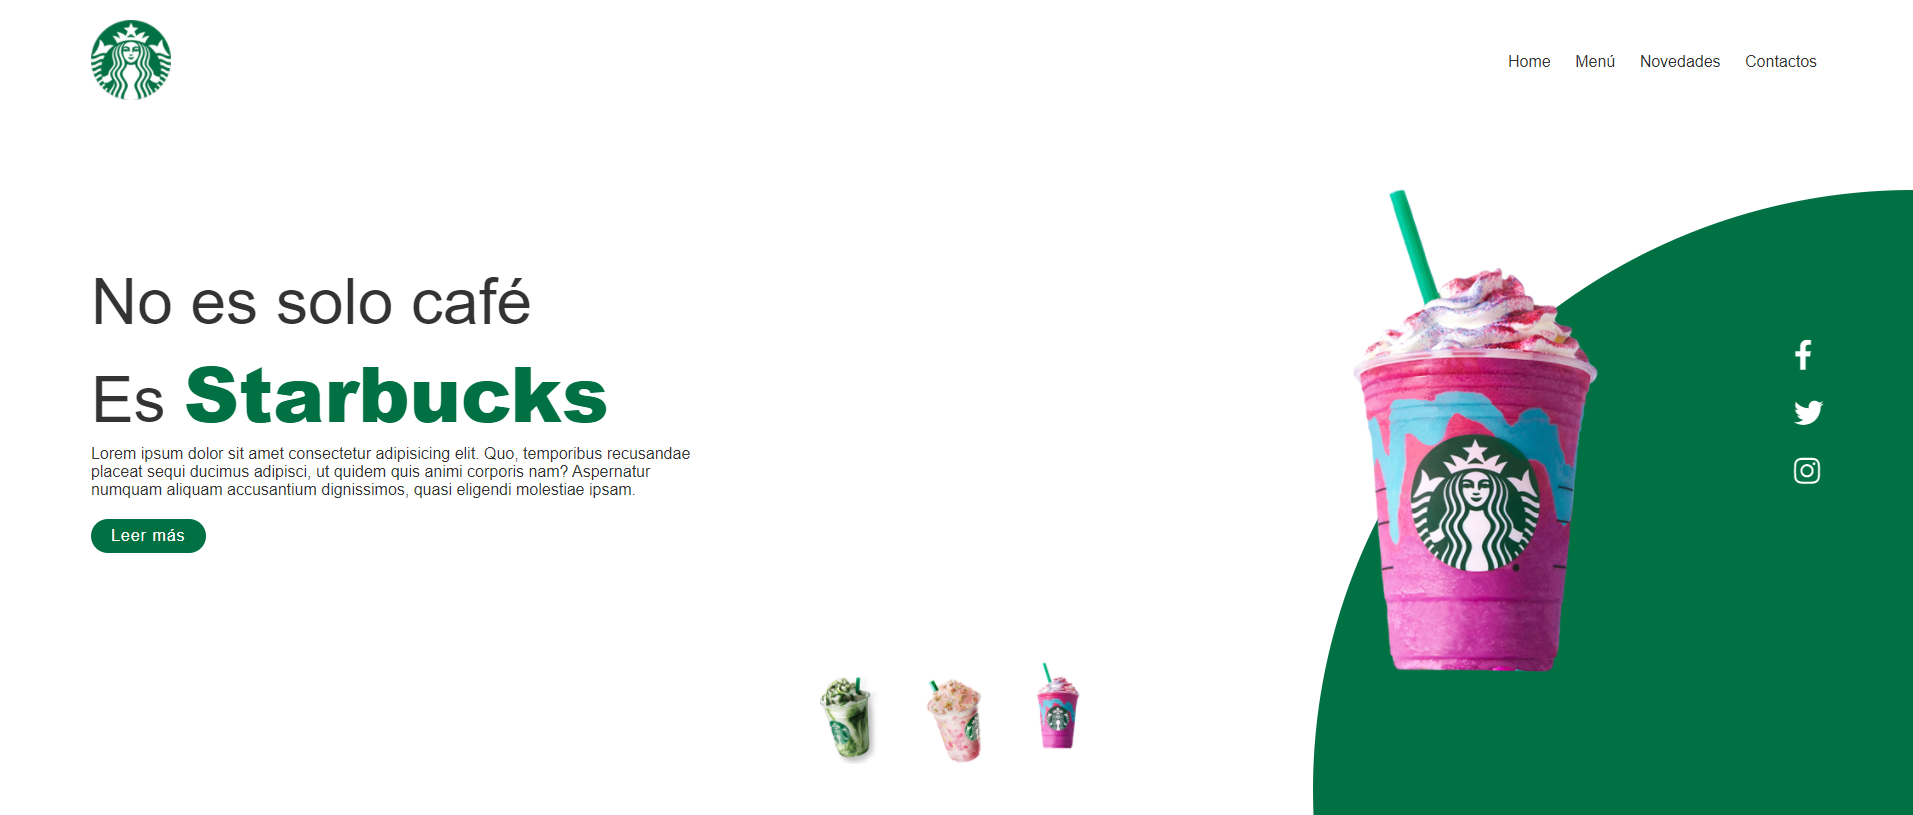 Home Menú Novedades Contactos
No es solo café
Es Starbucks
Lorem ipsum dolor sit amet consectetur adipisicing elit. Quo, temporibus recusandae
placeat sequi ducimus adipisci, ut quidem quis animi corporis nam? Aspernatur
numquam aliquam accusantium dignissimos, quasi eligendi molestiae ipsam.
Leer más